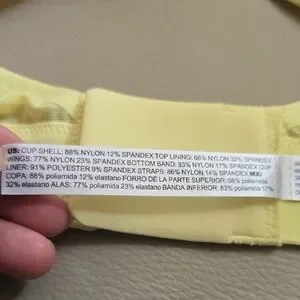 US: CUP SHELL: 88% NYLON 12% SPANDEX TOP LINING: 68% NYLON 32% SPANDEX
WINGS: 77% NYLON 23% SPANDEX BOTTOM BAND: 83% NYLON 17% SPANDEX CUP
LINER: 91% POLYESTER 9% SPANDEX STRAPS: 86% NYLON 14% SPANDEX MX:
COPA: 88% poliamida 12% elastano FORRO DE LA PARTE SUPERIOR: 68% poliamida
32% elastano ALAS: 77% poliamida 23% elastano BANDA INFERIOR: 83% poliamida 17%